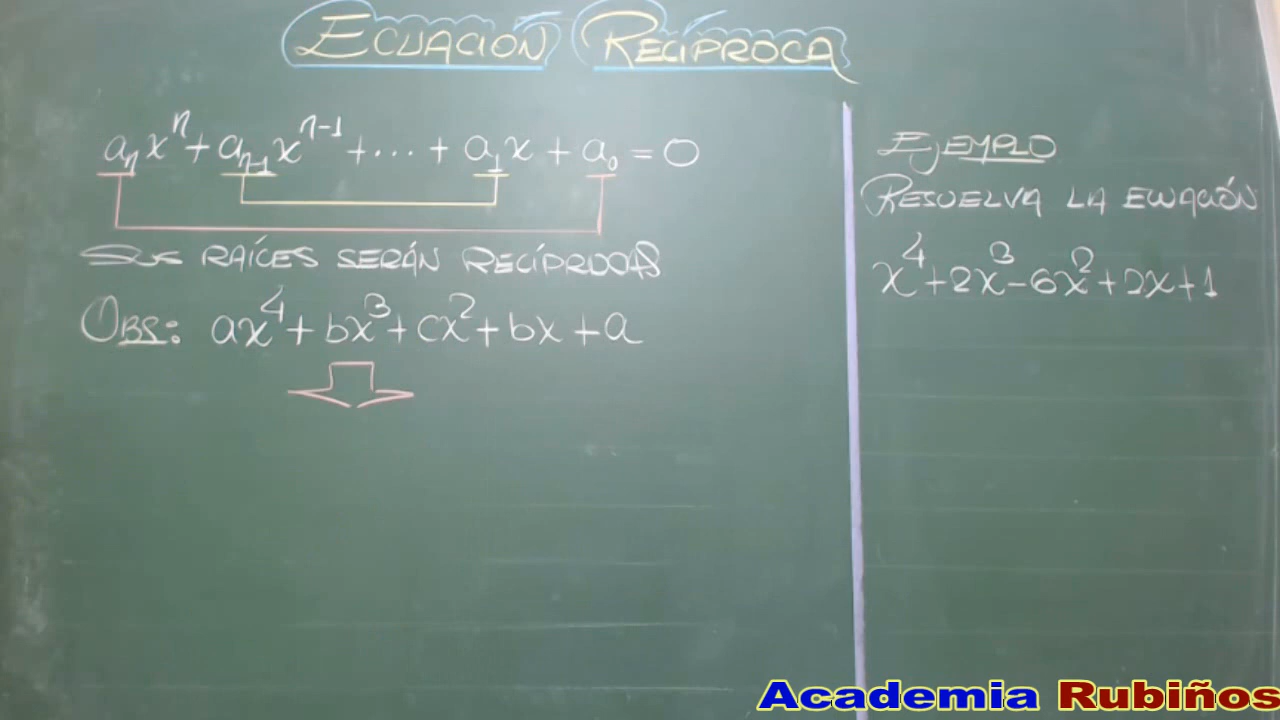 ECUACIÓN RECÍPROCA
aₙxⁿ + aₙ₋₁xⁿ⁻¹ + ... + a₁x + a₀ = 0
SUS RAÍCES SERÁN RECÍPROCAS
OBS: ax⁴ + bx³ + cx² + bx + a
EJEMPLO
RESUELVA LA ECUACIÓN
x⁴ + 2x³ - 6x² + 2x + 1
Academia Rubiños